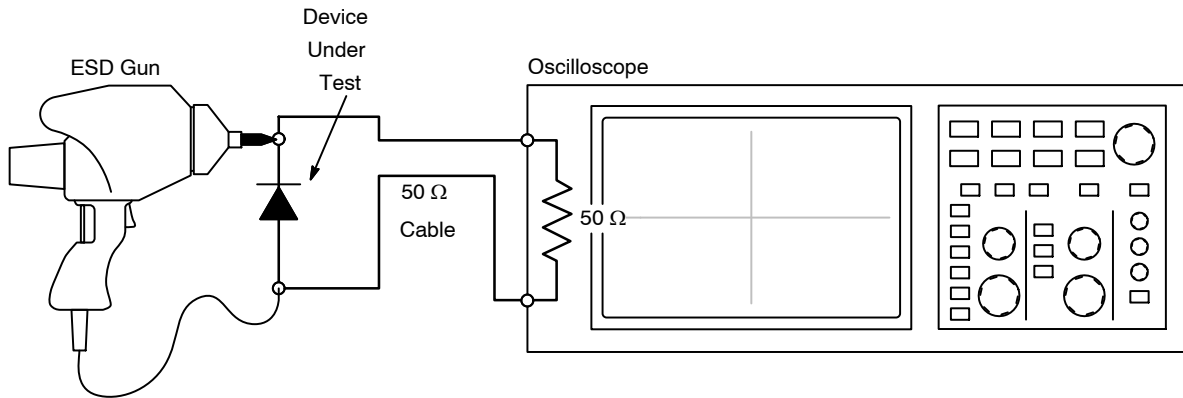 Device
Under
Test
ESD Gun
Oscilloscope
50 Ω
Cable
50 Ω